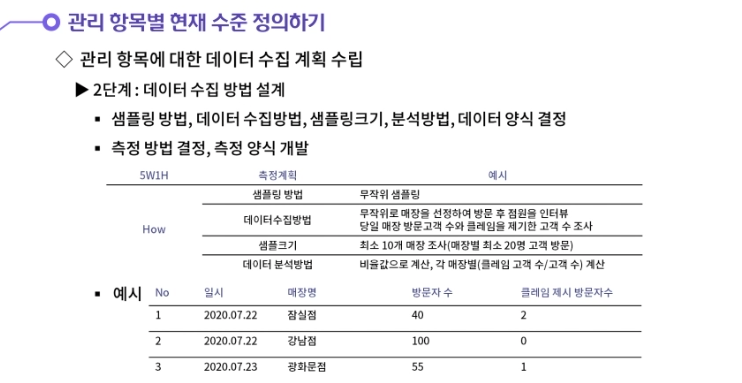 관리 항목별 현재 수준 정의하기
◇ 관리 항목에 대한 데이터 수집 계획 수립
▶ 2단계 : 데이터 수집 방법 설계
▪ 샘플링 방법, 데이터 수집방법, 샘플링크기, 분석방법, 데이터 양식 결정
▪ 측정 방법 결정, 측정 양식 개발
5W1H 측정계획 예시
How
샘플링 방법 무작위 샘플링
데이터수집방법 무작위로 매장을 선정하여 방문 후 점원을 인터뷰
당일 매장 방문고객 수와 클레임을 제기한 고객 수 조사
샘플크기 최소 10개 매장 조사(매장별 최소 20명 고객 방문)
데이터 분석방법 비율값으로 계산, 각 매장별(클레임 고객 수/고객 수) 계산
▪ 예시
No 일시 매장명 방문자 수 클레임 제시 방문자수
1 2020.07.22 잠실점 40 2
2 2020.07.22 강남점 100 0
3 2020.07.23 광화문점 55 1